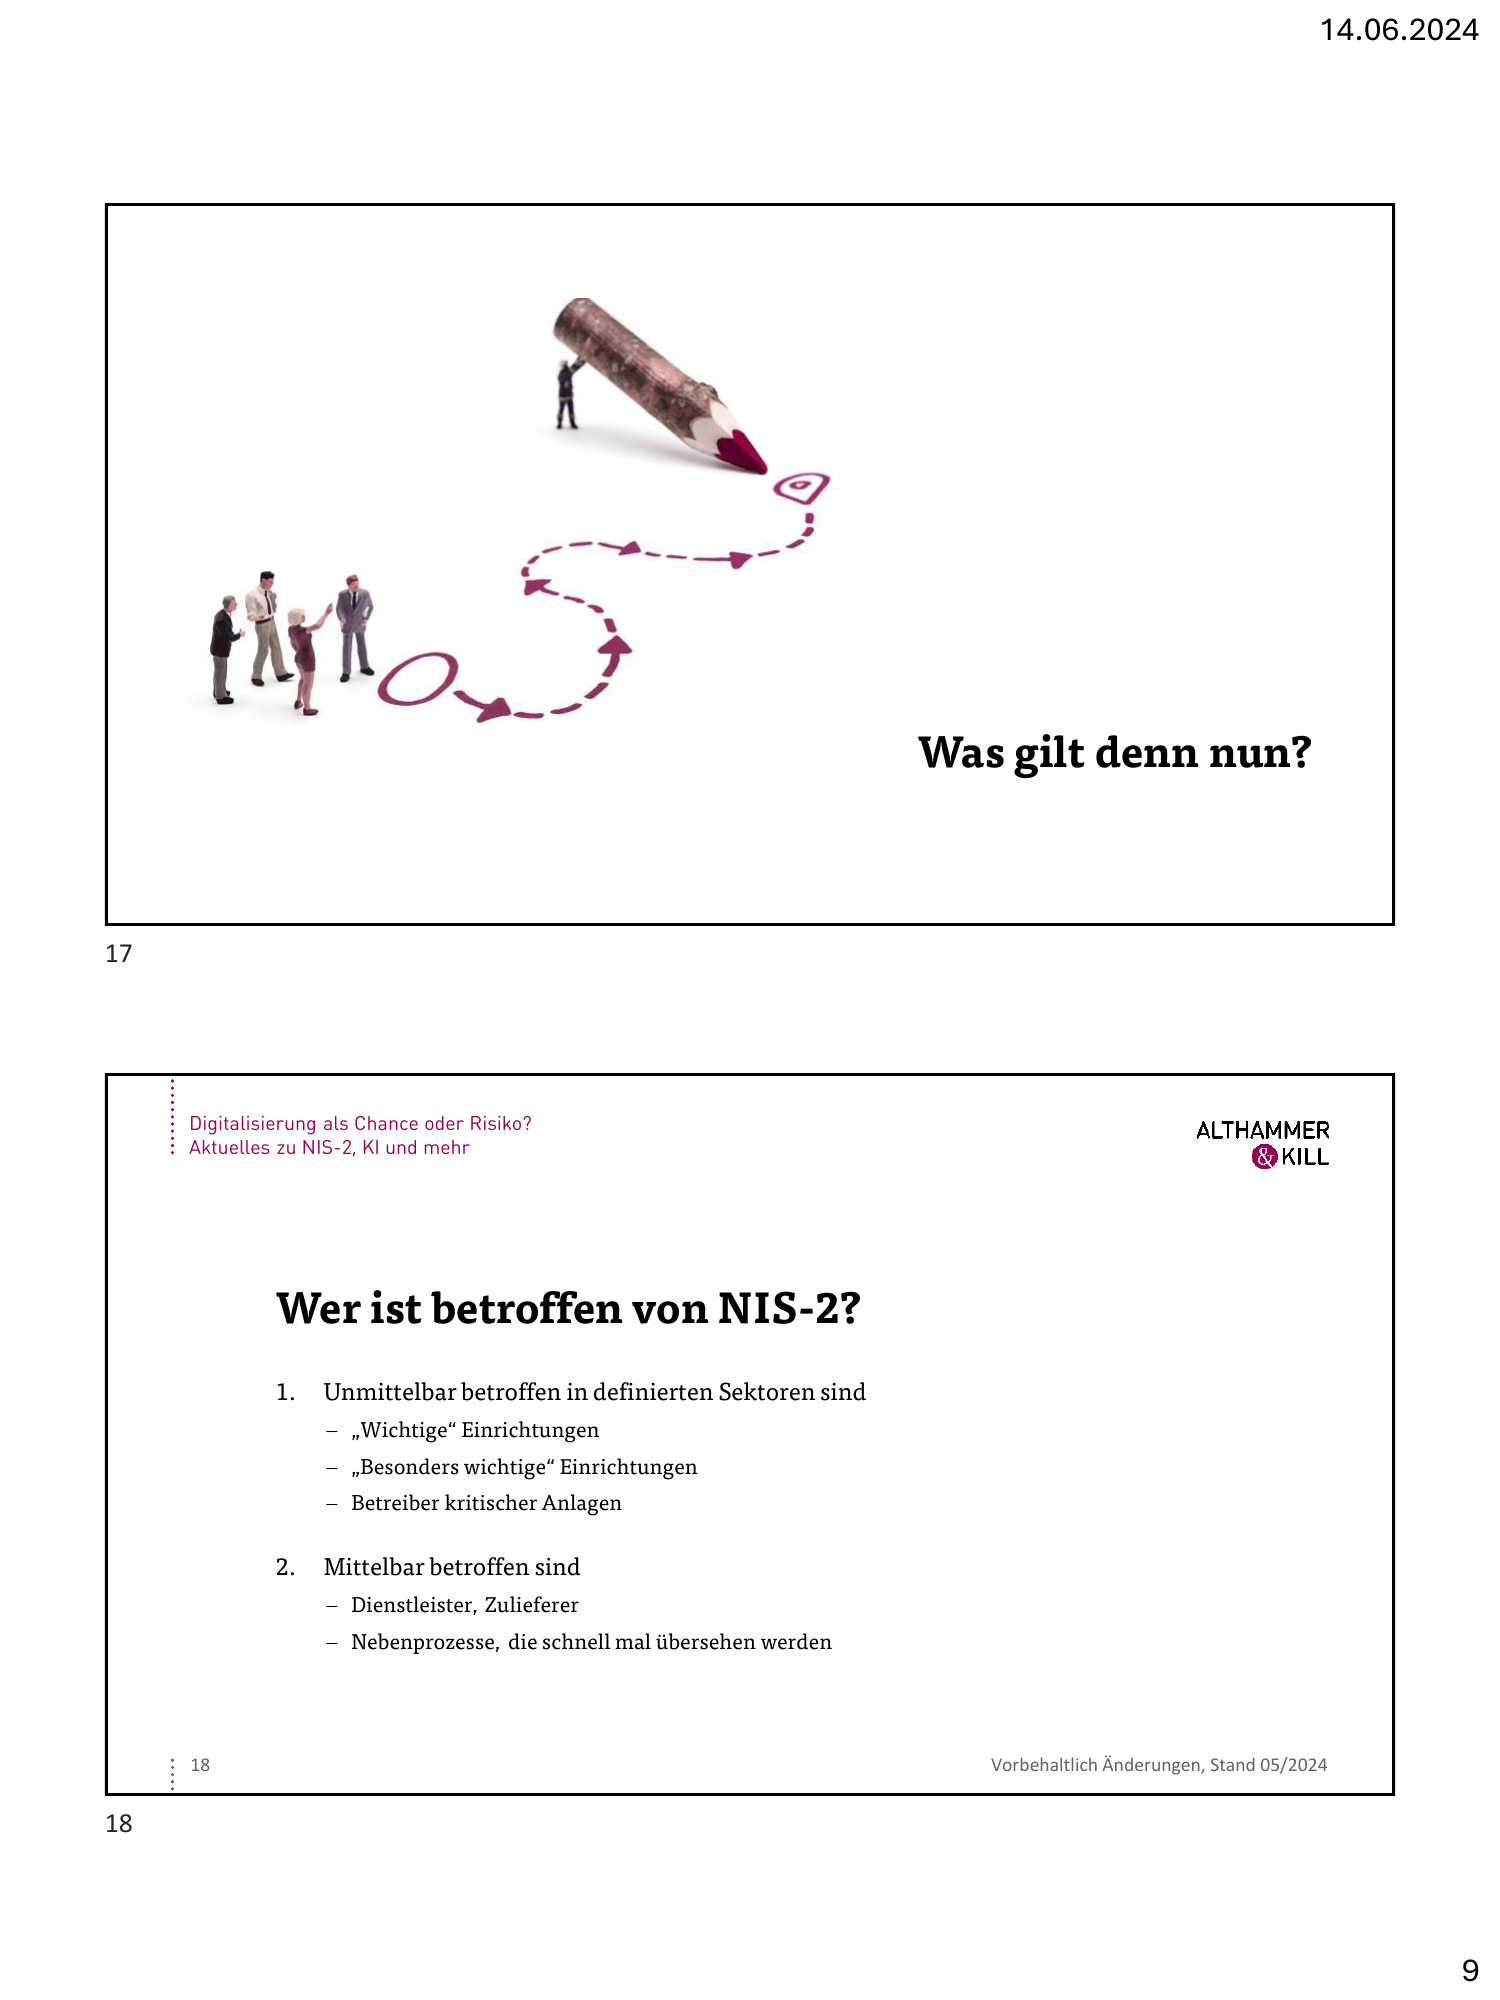 14.06.2024
Was gilt denn nun?
17
Digitalisierung als Chance oder Risiko?
Aktuelles zu NIS-2, KI und mehr
ALTHAMMER
& KILL
Wer ist betroffen von NIS-2?
1. Unmittelbar betroffen in definierten Sektoren sind
– „Wichtige“ Einrichtungen
– „Besonders wichtige“ Einrichtungen
– Betreiber kritischer Anlagen
2. Mittelbar betroffen sind
– Dienstleister, Zulieferer
– Nebenprozesse, die schnell mal übersehen werden
18
Vorbehaltlich Änderungen, Stand 05/2024
18
9